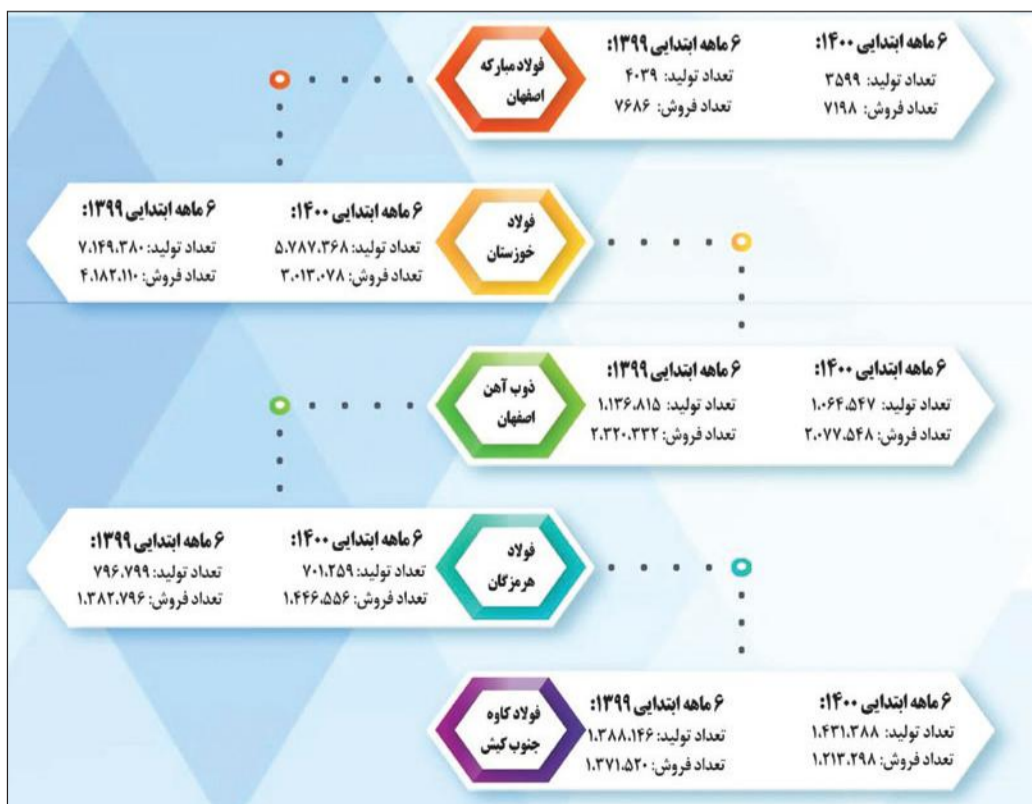 فولاد مبارکه
اصفهان
۶ ماهه ابتدایی ۱۳۹۹:
تعداد تولید: ۴۰۳۹
تعداد فروش: ۷۶۸۶
۶ ماهه ابتدایی ۱۴۰۰:
تعداد تولید: ۳۵۹۹
تعداد فروش: ۷۱۹۸
فولاد
خوزستان
۶ ماهه ابتدایی ۱۴۰۰:
تعداد تولید: ۵.۷۸۷.۳۶۸
تعداد فروش: ۳.۰۱۳.۰۷۸
۶ ماهه ابتدایی ۱۳۹۹:
تعداد تولید: ۷.۱۴۹.۳۸۰
تعداد فروش: ۴.۱۸۲.۱۱۰
ذوب آهن
اصفهان
۶ ماهه ابتدایی ۱۳۹۹:
تعداد تولید: ۱.۱۳۶.۸۱۵
تعداد فروش: ۲.۳۲۰.۳۳۲
۶ ماهه ابتدایی ۱۴۰۰:
تعداد تولید: ۱.۰۶۴.۵۴۷
تعداد فروش: ۲.۰۷۷.۵۴۸
فولاد
هرمزگان
۶ ماهه ابتدایی ۱۴۰۰:
تعداد تولید: ۷۰۱.۲۵۹
تعداد فروش: ۱.۴۴۶.۵۵۶
۶ ماهه ابتدایی ۱۳۹۹:
تعداد تولید: ۷۹۶.۷۹۹
تعداد فروش: ۱.۳۸۲.۷۹۶
فولاد کاوه
جنوب کیش
۶ ماهه ابتدایی ۱۳۹۹:
تعداد تولید: ۱.۳۸۸.۱۴۶
تعداد فروش: ۱.۳۷۱.۵۲۰
۶ ماهه ابتدایی ۱۴۰۰:
تعداد تولید: ۱.۴۳۱.۳۸۸
تعداد فروش: ۱.۲۱۳.۲۹۸